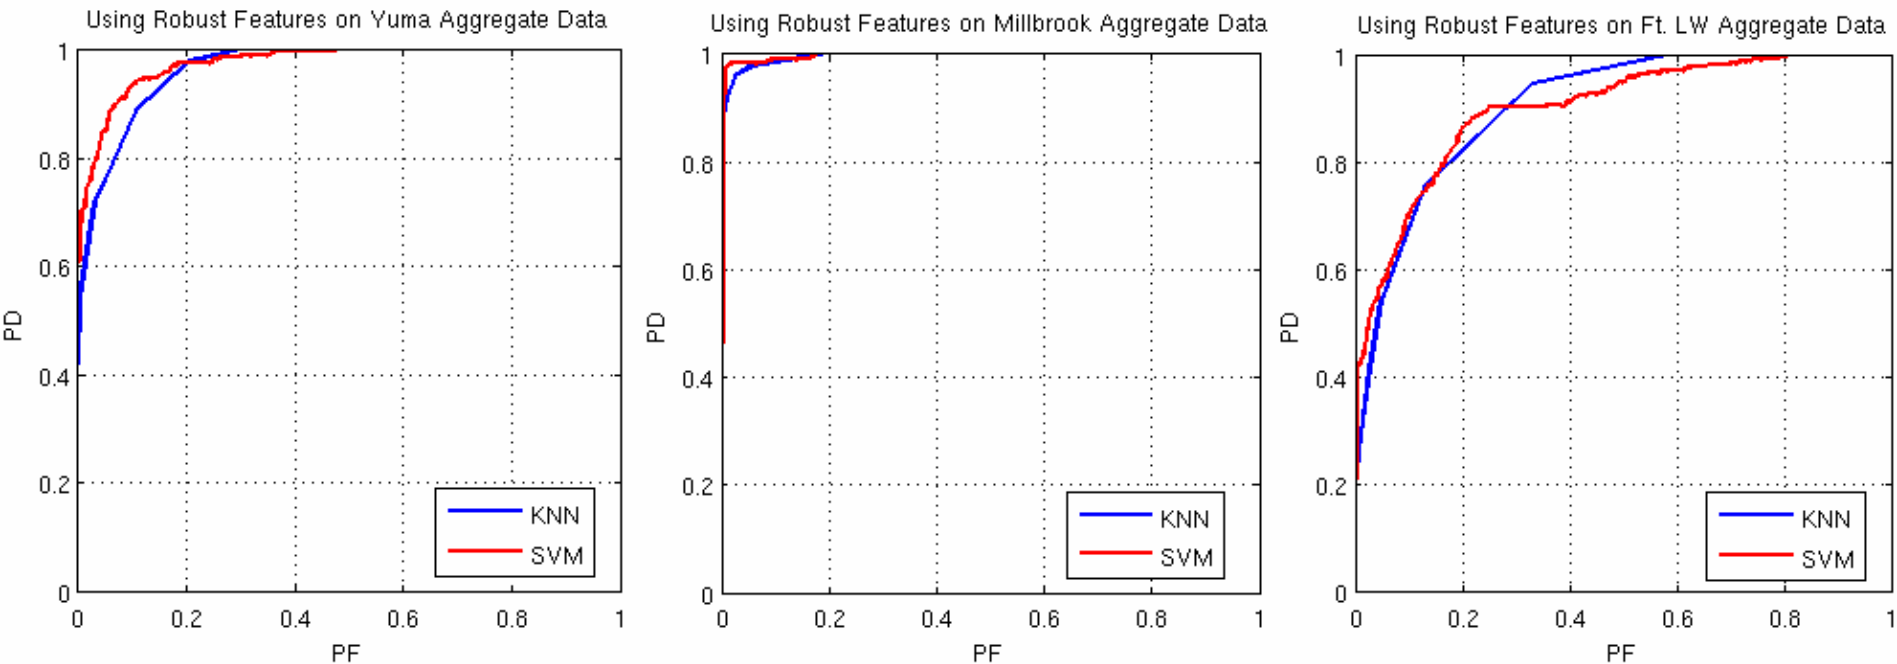 Using Robust Features on Yuma Aggregate Data
1
0.8
0.6
0.4
0.2
0
PD
0
0.2
0.4
0.6
0.8
1
PF
KNN
SVM
Using Robust Features on Millbrook Aggregate Data
1
0.8
0.6
0.4
0.2
0
PD
0
0.2
0.4
0.6
0.8
1
PF
KNN
SVM
Using Robust Features on Ft. LW Aggregate Data
1
0.8
0.6
0.4
0.2
0
PD
0
0.2
0.4
0.6
0.8
1
PF
KNN
SVM